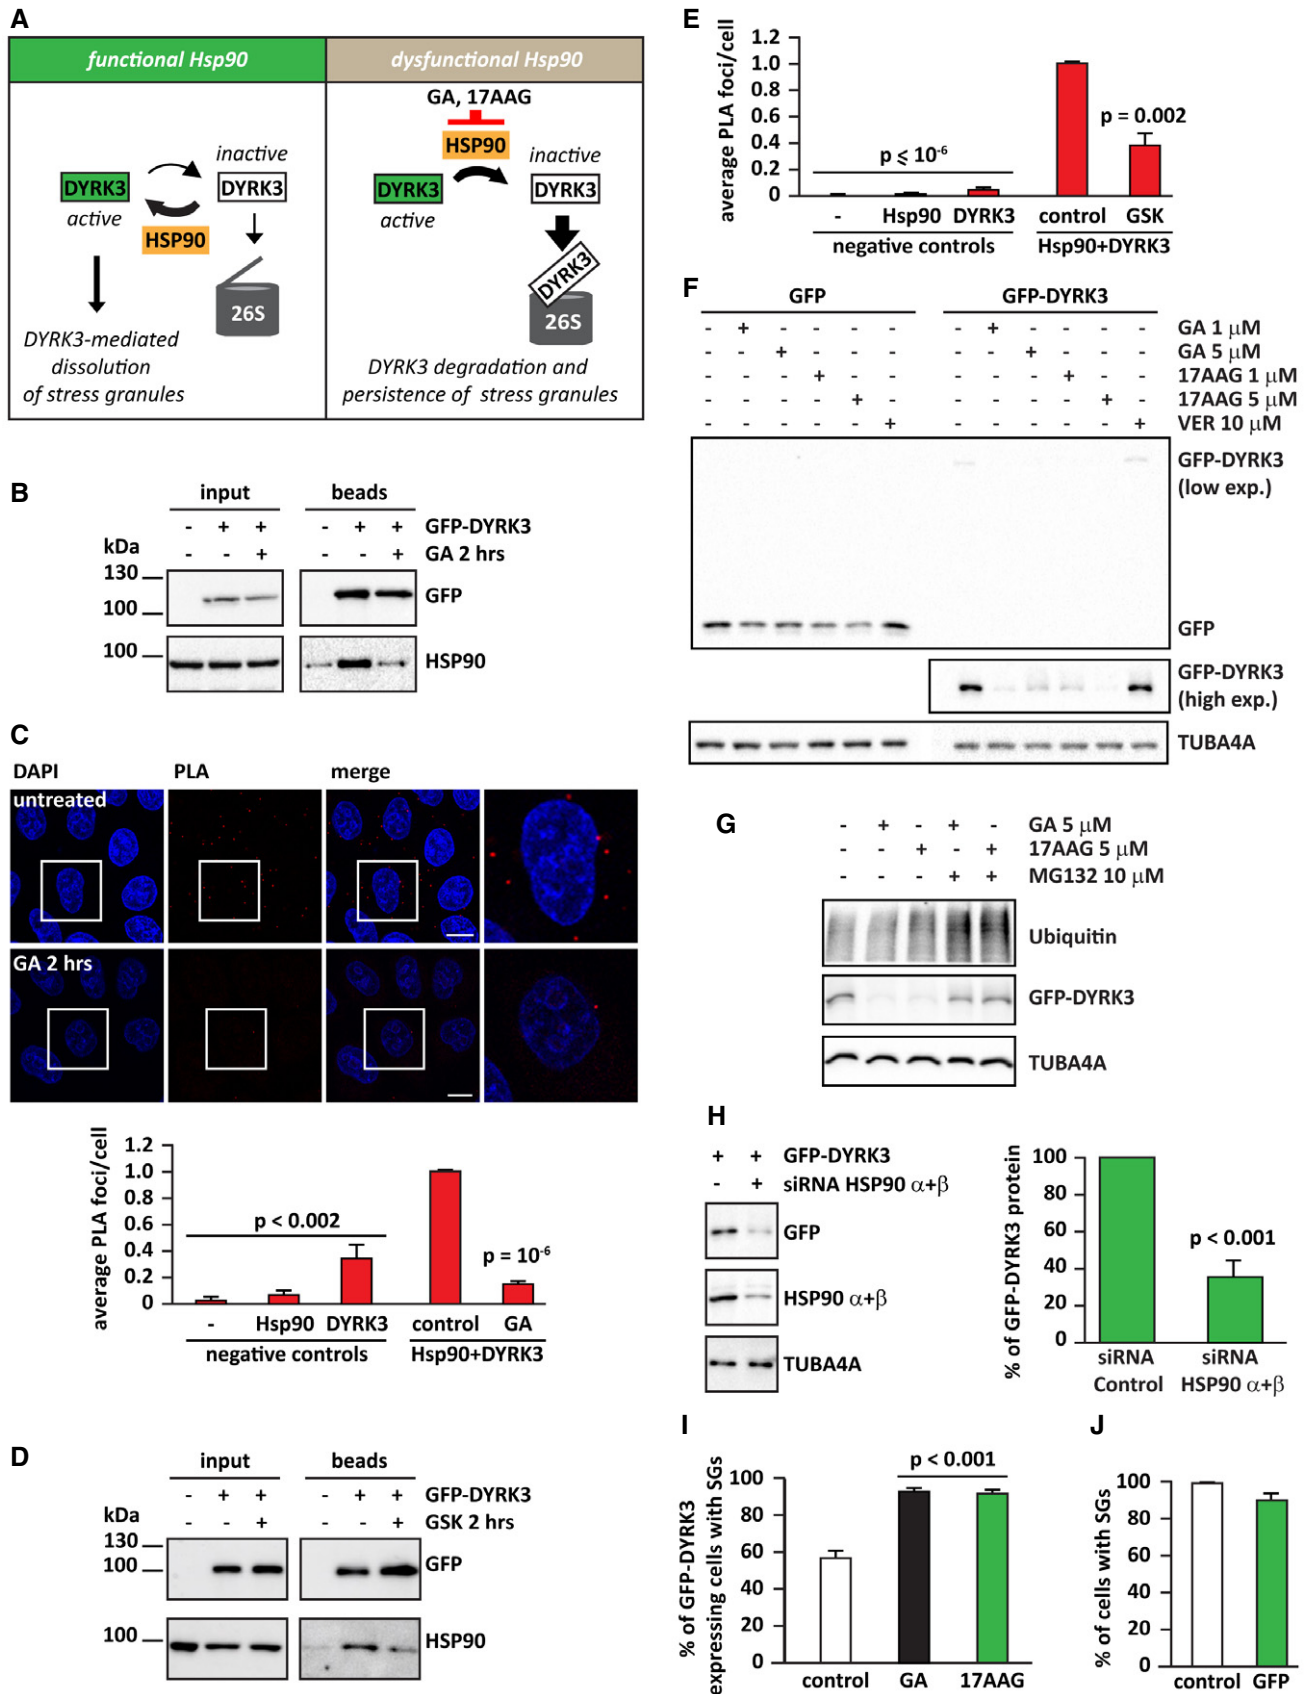 A
functional Hsp90
dysfunctional Hsp90
GA, 17AAG
HSP90
inactive
inactive
DYRK3
DYRK3
DYRK3
DYRK3
active
active
HSP90
DYRK3
26S
26S
DYRK3-mediated
dissolution
of stress granules
DYRK3 degradation and
persistence of stress granules
B
input
beads
- + + - + + GFP-DYRK3
- - + - - + GA 2 hrs
kDa
130
100
GFP
100
HSP90
C
DAPI
PLA
merge
untreated
GA 2 hrs
average PLA foci/cell
1.2
1.0
0.8
0.6
0.4
0.2
0
p < 0.002
p = 10-6
- Hsp90 DYRK3 control GA
negative controls
Hsp90+DYRK3
D
input
beads
- + + - + + GFP-DYRK3
- - + - - + GSK 2 hrs
kDa
130
100
GFP
100
HSP90
E
average PLA foci/cell
1.2
1.0
0.8
0.6
0.4
0.2
0
p ⩽ 10-6
p = 0.002
- Hsp90 DYRK3 control GSK
negative controls
Hsp90+DYRK3
F
GFP
GFP-DYRK3
- + - - - - - + - - - - GA 1 μM
- - + - - - - - + - - - GA 5 μM
- - - + - - - - - + - - 17AAG 1 μM
- - - - + - - - - - + - 17AAG 5 μM
- - - - - + - - - - - + VER 10 μM
GFP-DYRK3
(low exp.)
GFP
GFP-DYRK3
(high exp.)
TUBA4A
G
- + - + - GA 5 μM
- - + - + 17AAG 5 μM
- - - + + MG132 10 μM
Ubiquitin
GFP-DYRK3
TUBA4A
H
+ + GFP-DYRK3
- + siRNA HSP90 α+β
GFP
HSP90 α+β
TUBA4A
% of GFP-DYRK3 protein
100
80
60
40
20
0
p < 0.001
siRNA
Control
siRNA
HSP90 α+β
I
% of GFP-DYRK3
expressing cells with SGs
100
80
60
40
20
0
p < 0.001
control GA 17AAG
J
% of cells with SGs
100
80
60
40
20
0
control GFP